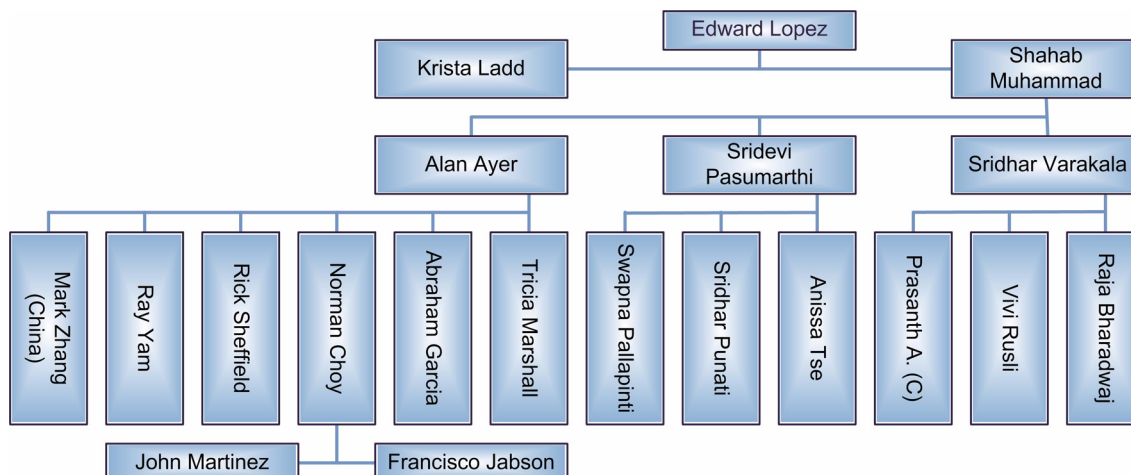 Edward Lopez
Krista Ladd
Shahab
Muhammad
Alan Ayer
Sridevi
Pasumarthi
Sridhar Varakala
Mark Zhang
(China)
Ray Yam
Rick Sheffield
Norman Choy
Abraham Garcia
Tricia Marshall
Swapna Pallapinti
Sridhar Punati
Anissa Tse
Prasanth A. (C)
Vivi Rusli
Raja Bharadwaj
John Martinez
Francisco Jabson